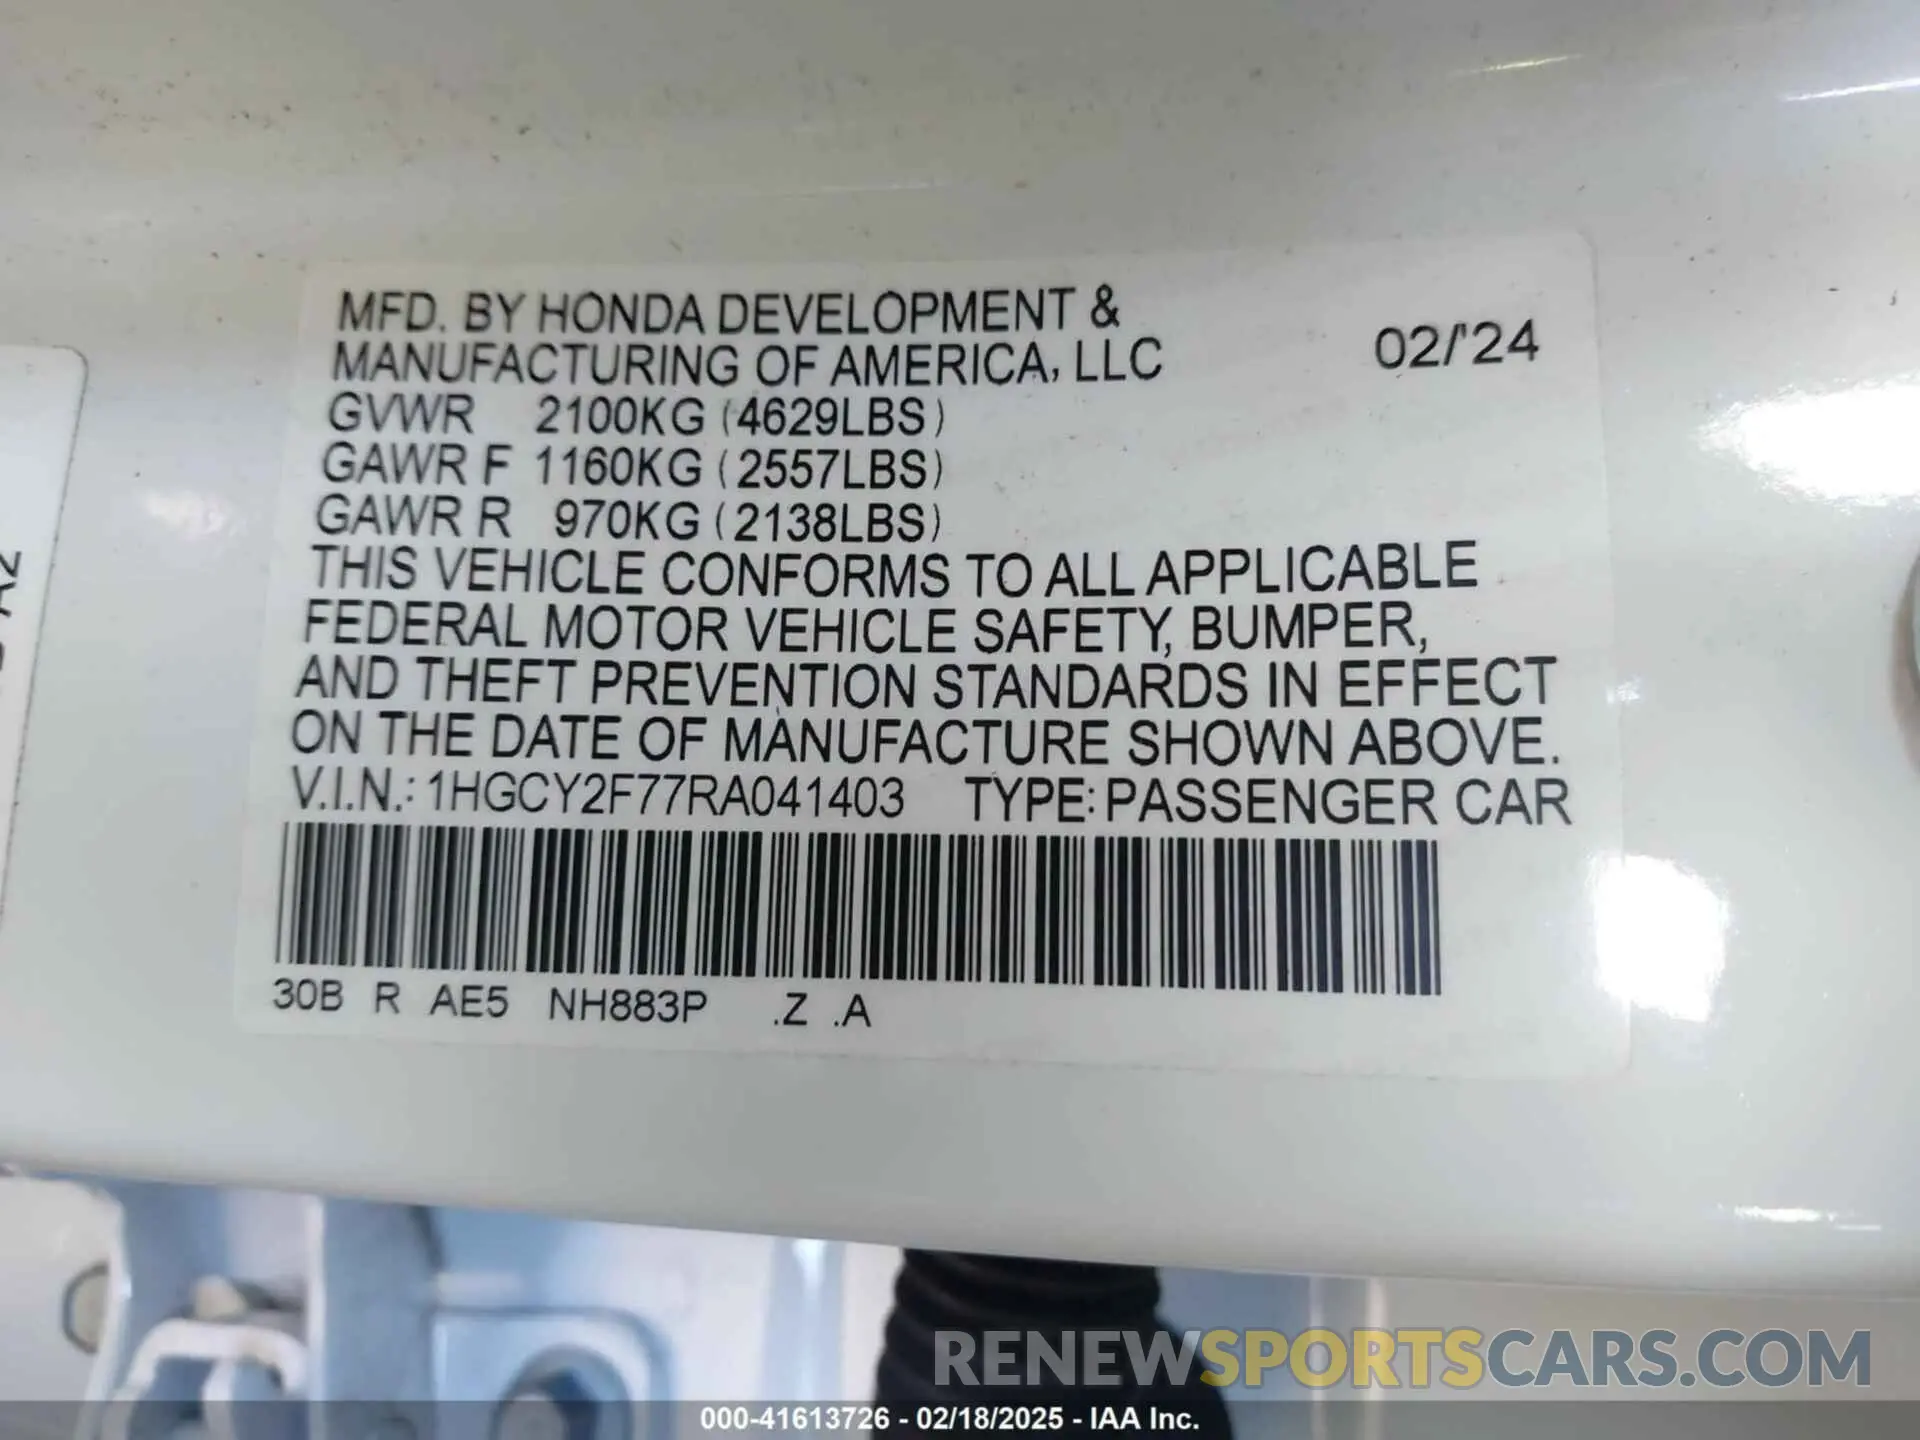 MFD. BY HONDA DEVELOPMENT &
MANUFACTURING OF AMERICA, LLC 02/'24
GVWR 2100KG (4629LBS)
GAWR F 1160KG (2557LBS)
GAWR R 970KG (2138LBS)
THIS VEHICLE CONFORMS TO ALL APPLICABLE
FEDERAL MOTOR VEHICLE SAFETY, BUMPER,
AND THEFT PREVENTION STANDARDS IN EFFECT
ON THE DATE OF MANUFACTURE SHOWN ABOVE.
V.I.N.: 1HGCY2F77RA041403 TYPE: PASSENGER CAR
30B R AE5 NH883P .Z .A
A2
RENEWSPORTSCARS.COM
000-41613726 - 02/18/2025 - IAA Inc.